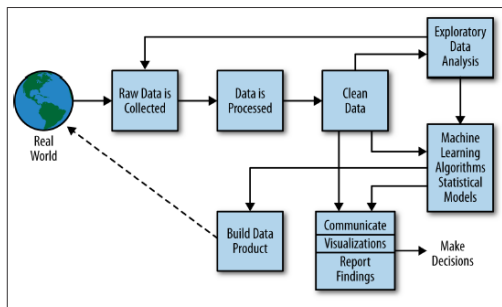 Exploratory
Data
Analysis
Raw Data is
Collected
Data is
Processed
Clean
Data
Real
World
Machine
Learning
Algorithms
Statistical
Models
Build Data
Product
Communicate
Visualizations
Report
Findings
Make
Decisions